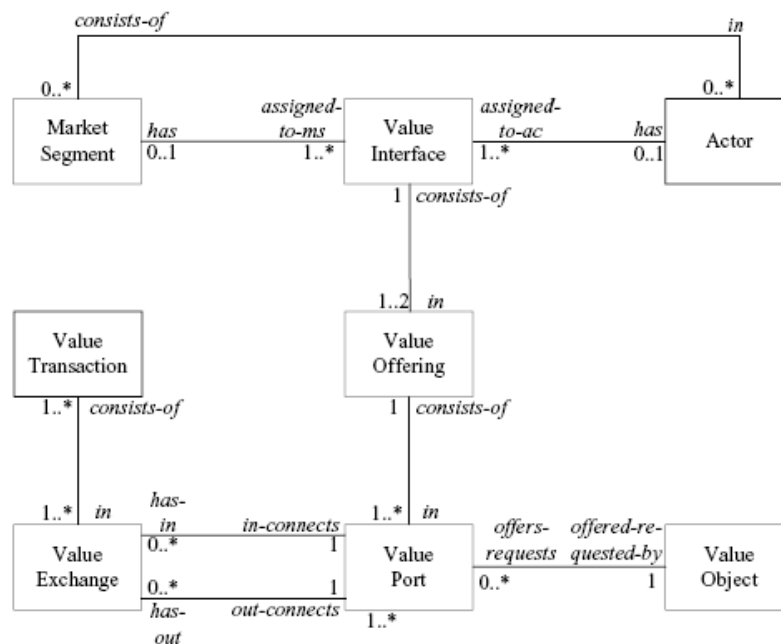 consists-of
in
0..*
0..*
Market
Segment
has
0..1
assigned-
to-ms
1..*
Value
Interface
assigned-
to-ac
1..*
has
0..1
Actor
1
consists-of
1..2
in
Value
Transaction
Value
Offering
1..*
consists-of
1
consists-of
1..*
in
1..*
in
Value
Exchange
has-
in
0..*
in-connects
1
0..*
has-
out
1
out-connects
Value
Port
1..*
offers-
requests
0..*
offered-re-
quested-by
1
Value
Object